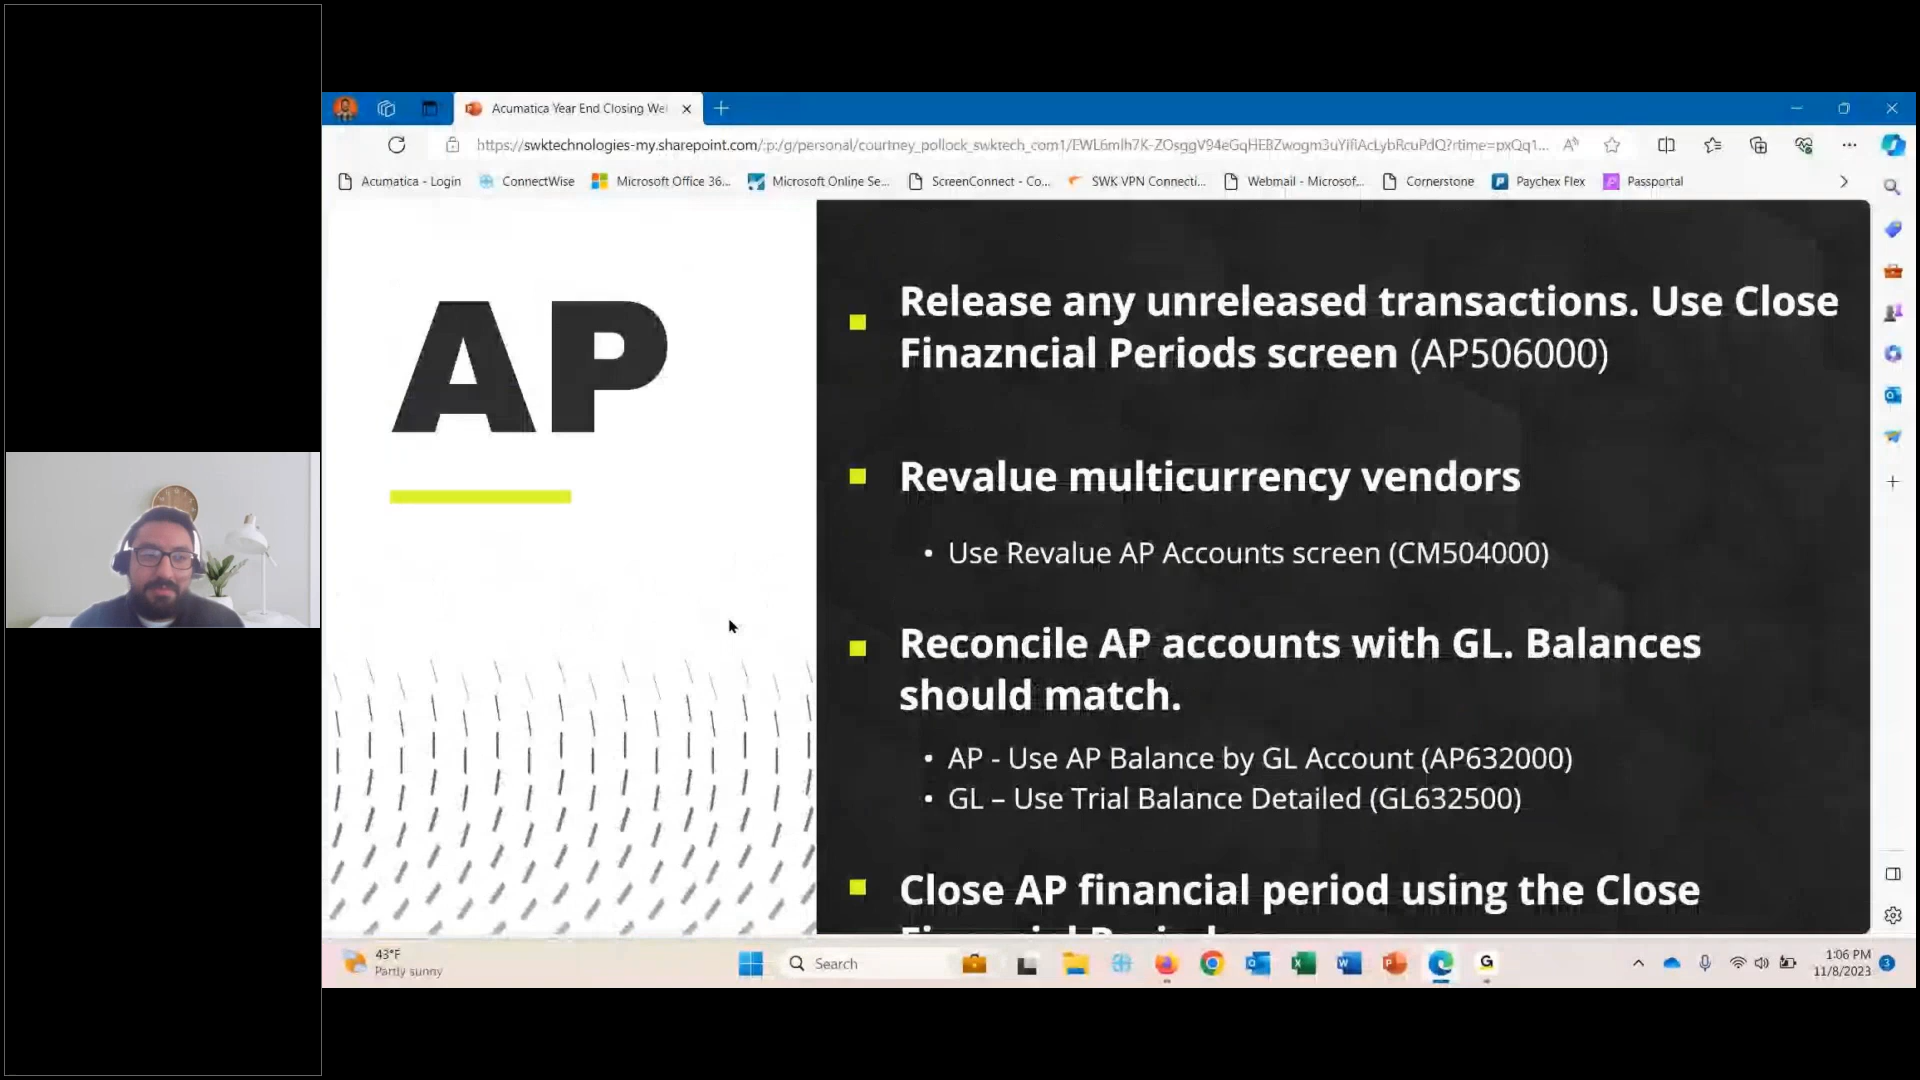 Acumatica Year End Closing We
https://swktechnologies-my.sharepoint.com/:p:/g/personal/courtney_pollock_swktech_com1/EWL6mIh7K-ZOsggV94eGqHEBZwogm3uYifiAcLybRcuPdQ?rtime=pxQq1...
Acumatica - Login ConnectWise Microsoft Office 36... Microsoft Online Se... ScreenConnect - Co... SWK VPN Connecti... Webmail - Microsof... Cornerstone Paychex Flex Passportal
AP
Release any unreleased transactions. Use Close
Finazncial Periods screen (AP506000)
Revalue multicurrency vendors
• Use Revalue AP Accounts screen (CM504000)
Reconcile AP accounts with GL. Balances
should match.
• AP - Use AP Balance by GL Account (AP632000)
• GL – Use Trial Balance Detailed (GL632500)
Close AP financial period using the Close
43°F
Partly sunny
Search
1:06 PM
11/8/2023
3